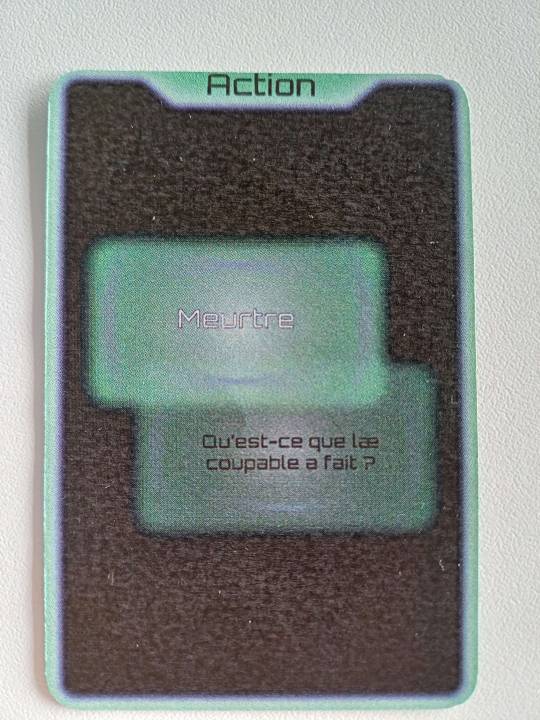 Action
Meurtre
Qu'est-ce que læ
coupable a fait ?